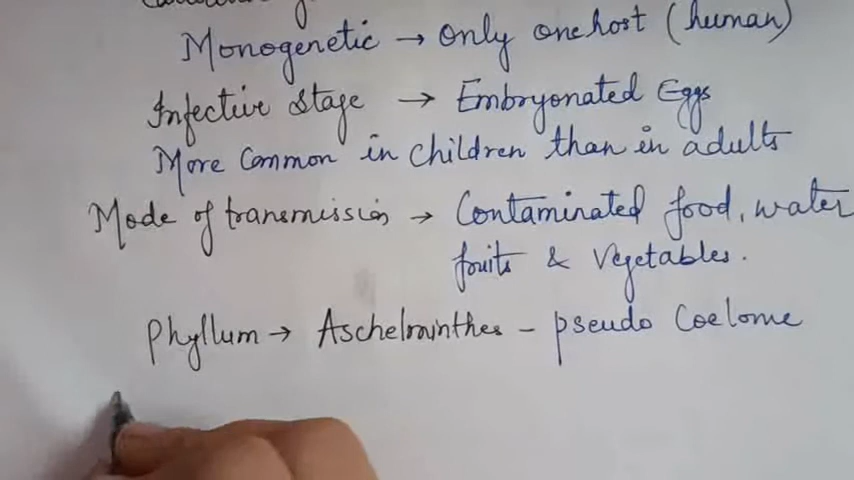 Monogenetic → only one host (human)
Infective Stage → Embryonated Eggs
More Common in children than in adults
Mode of transmission → Contaminated food, water
fruits & Vegetables.
Phyllum → Aschelminthes - pseudo Coelome